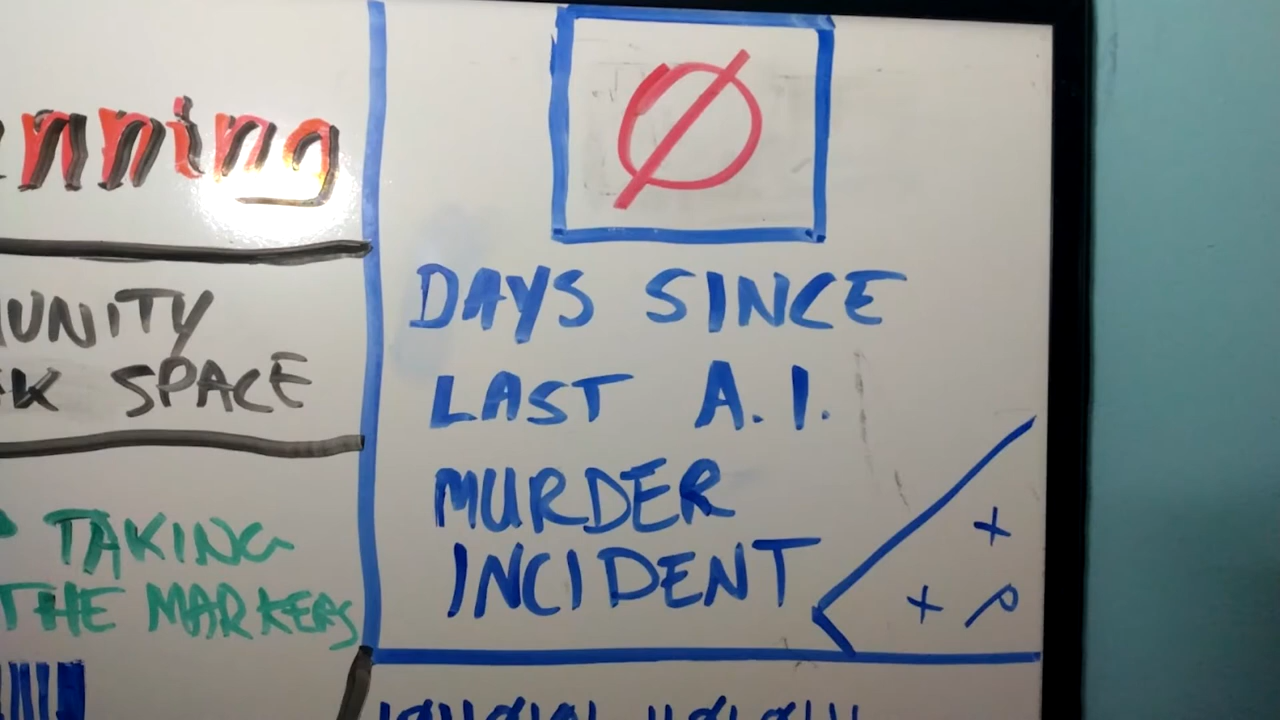 nning
UNITY
SPACE
TAKING
THE MARKERS
Ø
DAYS SINCE
LAST A.I.
MURDER
INCIDENT